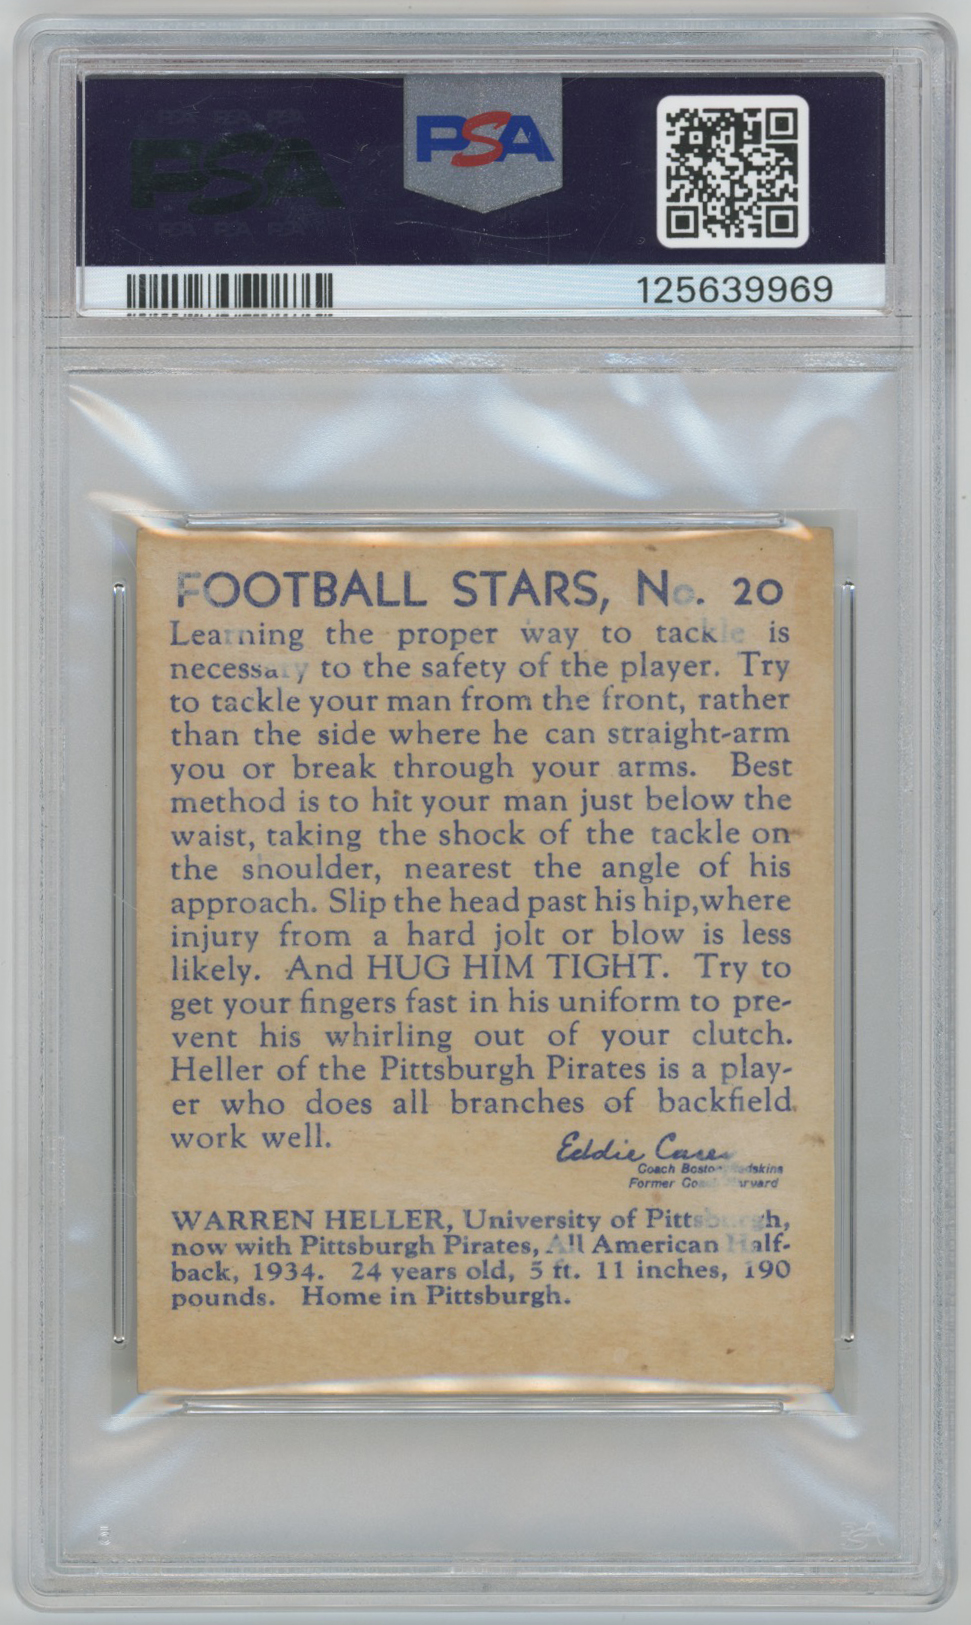 PSA
125639969
FOOTBALL STARS, No. 20
Learning the proper way to tackle is
necessary to the safety of the player. Try
to tackle your man from the front, rather
than the side where he can straight-arm
you or break through your arms. Best
method is to hit your man just below the
waist, taking the shock of the tackle on
the shoulder, nearest the angle of his
approach. Slip the head past his hip,where
injury from a hard jolt or blow is less
likely. And HUG HIM TIGHT. Try to
get your fingers fast in his uniform to pre-
vent his whirling out of your clutch.
Heller of the Pittsburgh Pirates is a play-
er who does all branches of backfield
work well.
Eddie Casey
Coach Boston Redskins
Former Coach Harvard
WARREN HELLER, University of Pittsburgh,
now with Pittsburgh Pirates, All American Half-
back, 1934. 24 years old, 5 ft. 11 inches, 190
pounds. Home in Pittsburgh.